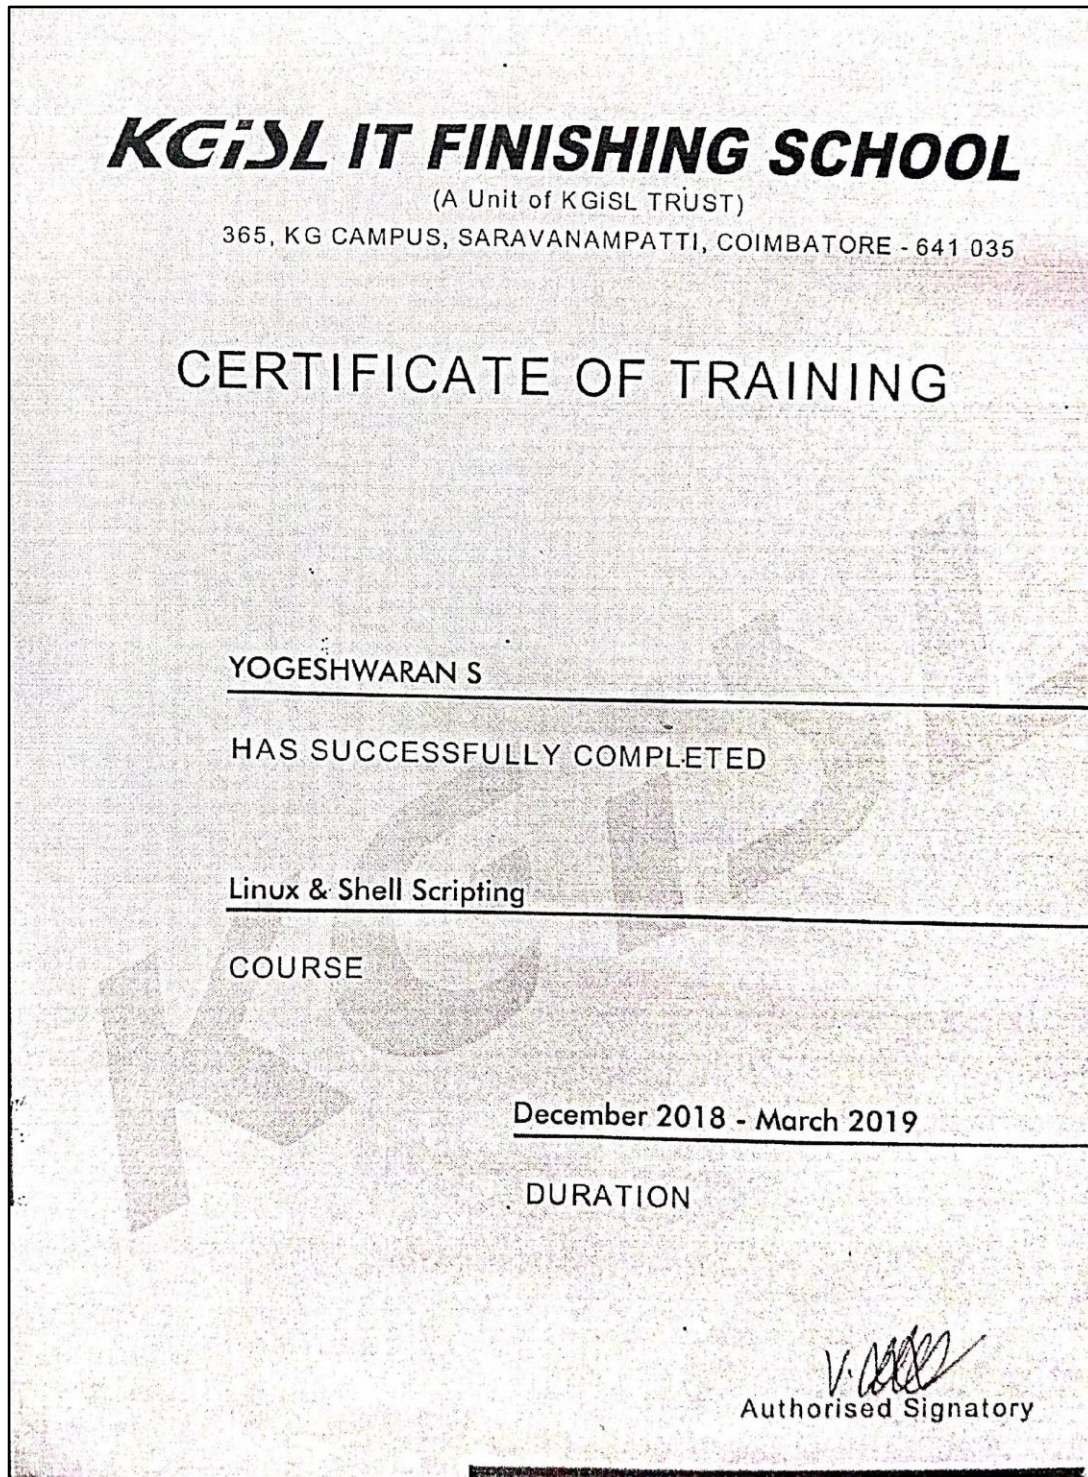 KGiSL IT FINISHING SCHOOL
(A Unit of KGiSL TRUST)
365, KG CAMPUS, SARAVANAMPATTI, COIMBATORE - 641 035
CERTIFICATE OF TRAINING
YOGESHWARAN S
HAS SUCCESSFULLY COMPLETED
Linux & Shell Scripting
COURSE
December 2018 - March 2019
DURATION
Authorised Signatory
KGiSL